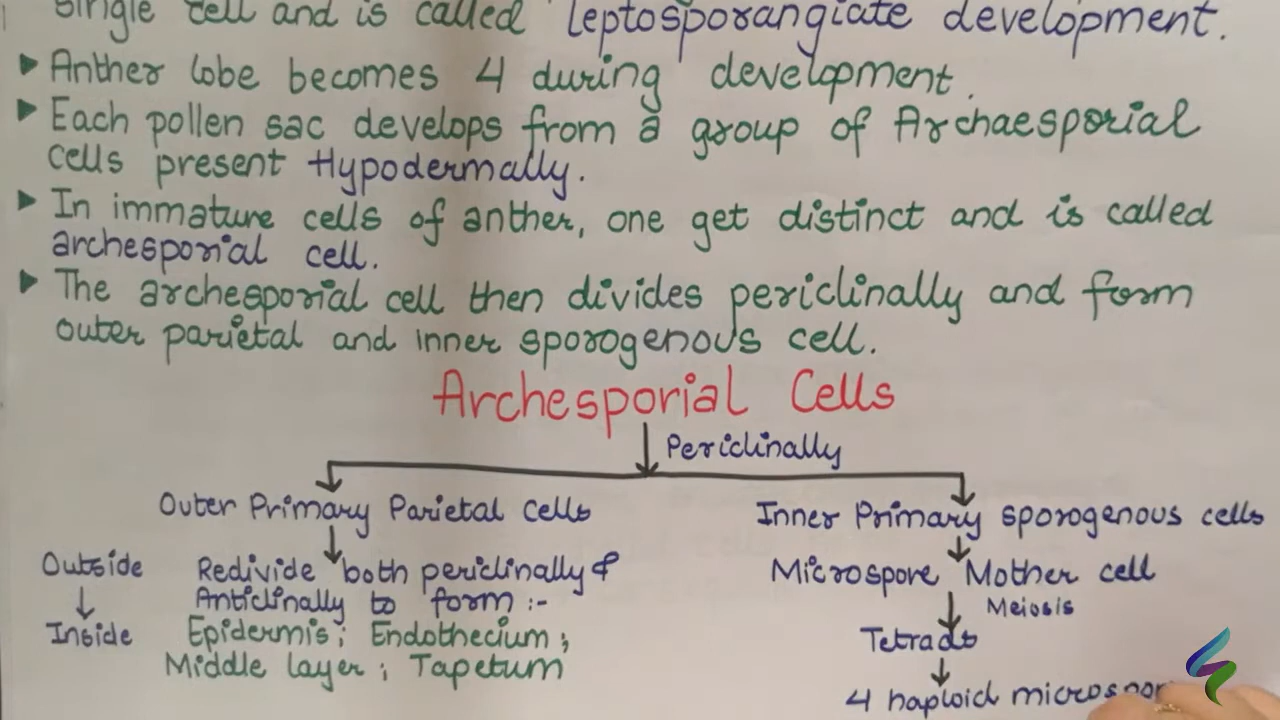 single cell and is called leptosporangiate development.
▶ Anther lobe becomes 4 during development.
▶ Each pollen sac develops from a group of Archaesporial
cells present Hypodermally.
▶ In immature cells of anther, one get distinct and is called
archesporial cell.
▶ The archesporial cell then divides periclinally and form
outer parietal and inner sporogenous cell.
Archesporial Cells
Periclinally
Outer Primary Parietal cells
Outside
Inside
Redivide both periclinally &
Anticlinally to form :-
Epidermis; Endothecium;
Middle layer; Tapetum
Inner Primary sporogenous cells
Microspore Mother cell
Meiosis
Tetrads
4 haploid